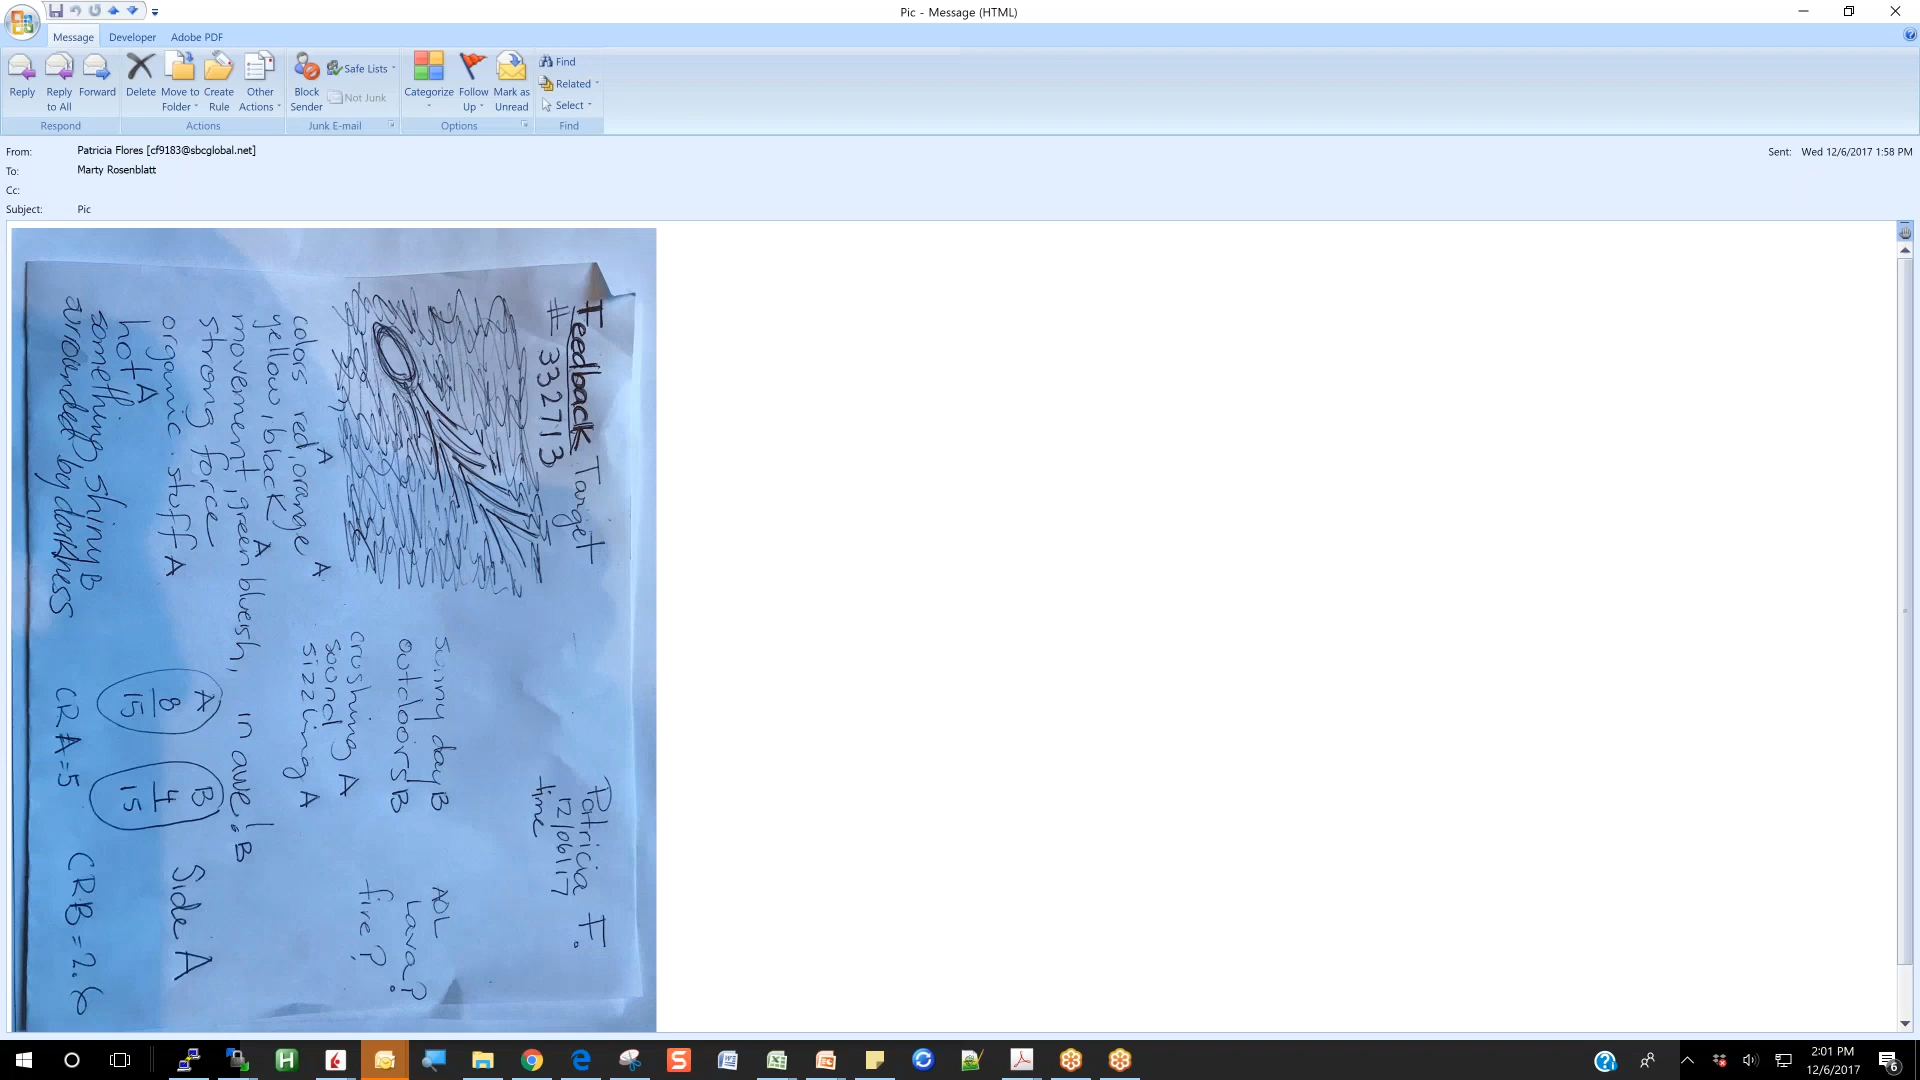 Pic - Message (HTML)
Message
Developer
Adobe PDF
Reply
Reply to All
Forward
Delete
Move to Folder
Create Rule
Other Actions
Block Sender
Safe Lists
Not Junk
Categorize
Follow Up
Mark as Unread
Find
Related
Select
Respond
Actions
Junk E-mail
Options
Find
From: Patricia Flores [cf9183@sbcglobal.net]
Sent: Wed 12/6/2017 1:58 PM
To: Marty Rosenblatt
Cc:
Subject: Pic
Feedback Target
# 332713
Patricia F.
12/06/17
time
sunny day B
outdoors B
crushing A
sound
sizzling A
AOL
Lava?
fire?
colors red, orange A
yellow, black A
movement, green blueish, in awe! B
strong force A
organic stuff A
hot A
something shiny B
surrounded by darkness
A
8
15
B
4
15
Side A
CRA=5
CRB=2.6
2:01 PM
12/6/2017
6